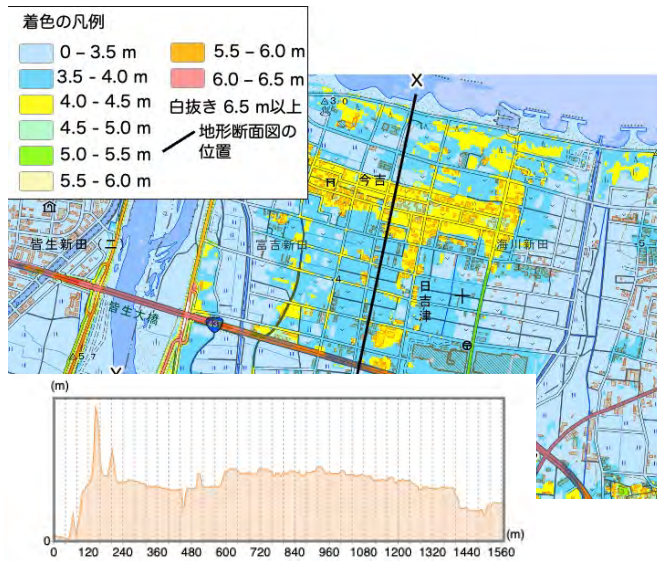 着色の凡例
0 – 3.5 m
3.5 - 4.0 m
4.0 - 4.5 m
4.5 - 5.0 m
5.0 - 5.5 m
5.5 - 6.0 m
5.5 - 6.0 m
6.0 - 6.5 m
白抜き 6.5 m以上
地形断面図の
位置
X
今吉
皆生新田(二)
富吉新田
海川新田
日吉津
4
皆生大橋
431
5.7
(m)
0
0 120 240 360 480 600 720 840 960 1080 1200 1320 1440 1560
(m)